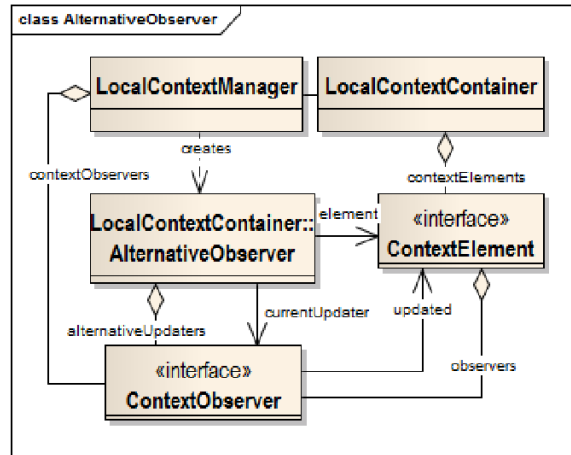 class AlternativeObserver
LocalContextManager
LocalContextContainer
creates
contextObservers
contextElements
LocalContextContainer::
AlternativeObserver
element
«interface»
ContextElement
alternativeUpdaters
currentUpdater
updated
observers
«interface»
ContextObserver